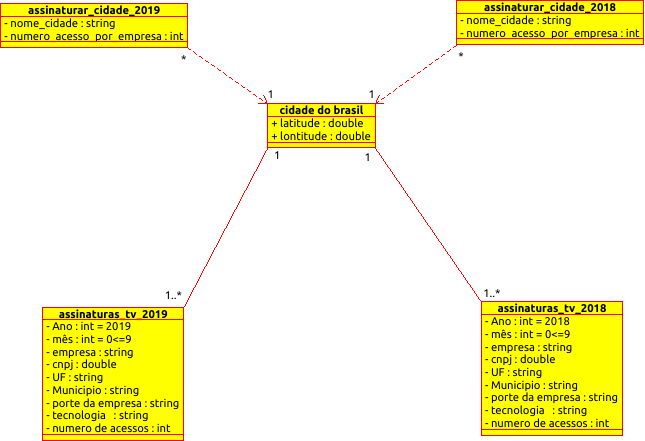 assinaturar_cidade_2019
- nome_cidade : string
- numero_acesso_por_empresa : int
*
assinaturar_cidade_2018
- nome_cidade : string
- numero_acesso_por_empresa : int
*
1
1
cidade do brasil
+ latitude : double
+ lontitude : double
1
1
1..*
1..*
assinaturas_tv_2019
- Ano : int = 2019
- mês : int = 0<=9
- empresa : string
- cnpj : double
- UF : string
- Municipio : string
- porte da empresa : string
- tecnologia : string
- numero de acessos : int
assinaturas_tv_2018
- Ano : int = 2018
- mês : int = 0<=9
- empresa : string
- cnpj : double
- UF : string
- Municipio : string
- porte da empresa : string
- tecnologia : string
- numero de acessos : int